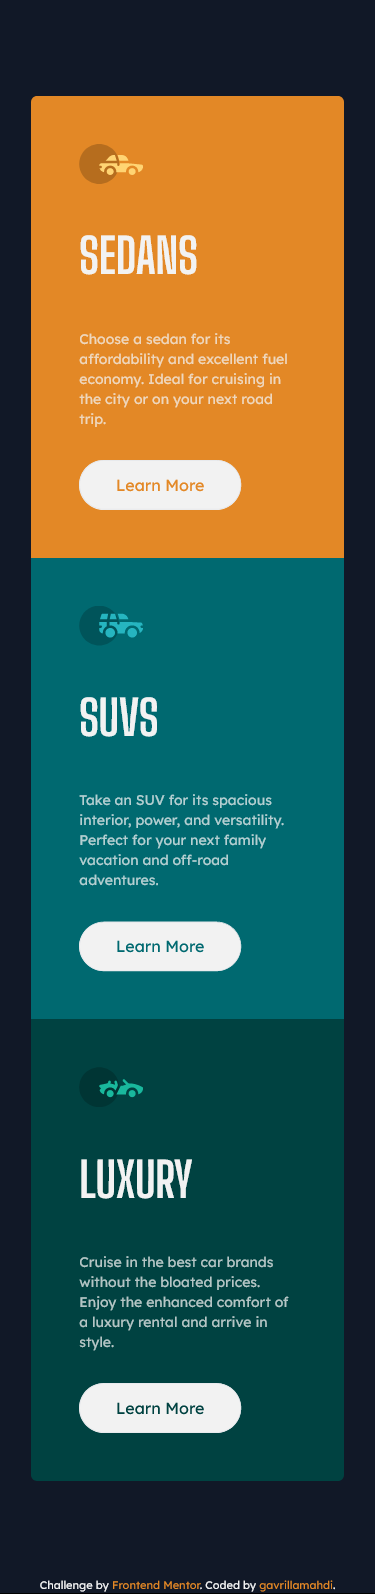 SEDANS
Choose a sedan for its
affordability and excellent fuel
economy. Ideal for cruising in
the city or on your next road
trip.
Learn More
SUVS
Take an SUV for its spacious
interior, power, and versatility.
Perfect for your next family
vacation and off-road
adventures.
Learn More
LUXURY
Cruise in the best car brands
without the bloated prices.
Enjoy the enhanced comfort of
a luxury rental and arrive in
style.
Learn More
Challenge by Frontend Mentor. Coded by gavrillamahdi.